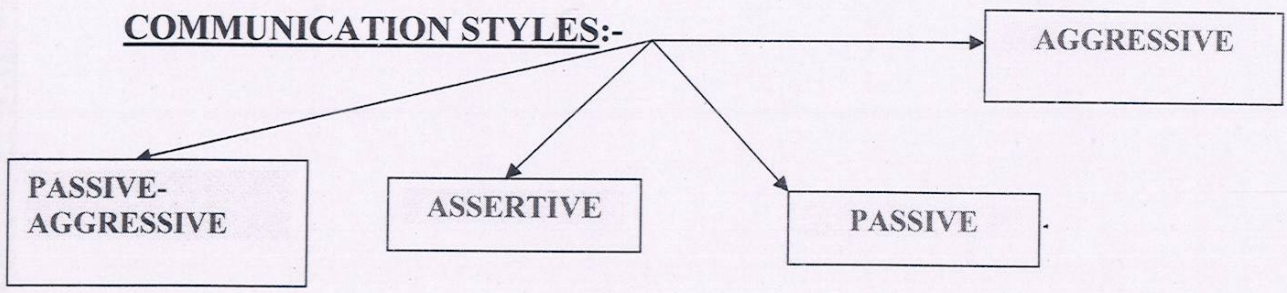 COMMUNICATION STYLES:-
AGGRESSIVE
PASSIVE-
AGGRESSIVE
ASSERTIVE
PASSIVE